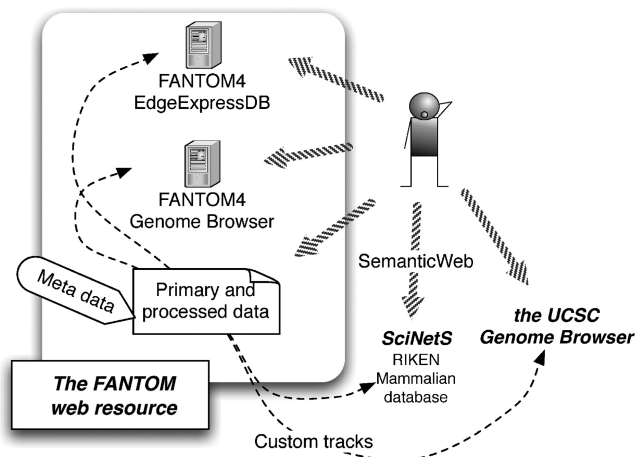 FANTOM4
EdgeExpressDB
FANTOM4
Genome Browser
Meta data
Primary and
processed data
SemanticWeb
SciNetS
RIKEN
Mammalian
database
the UCSC
Genome Browser
The FANTOM
web resource
Custom tracks